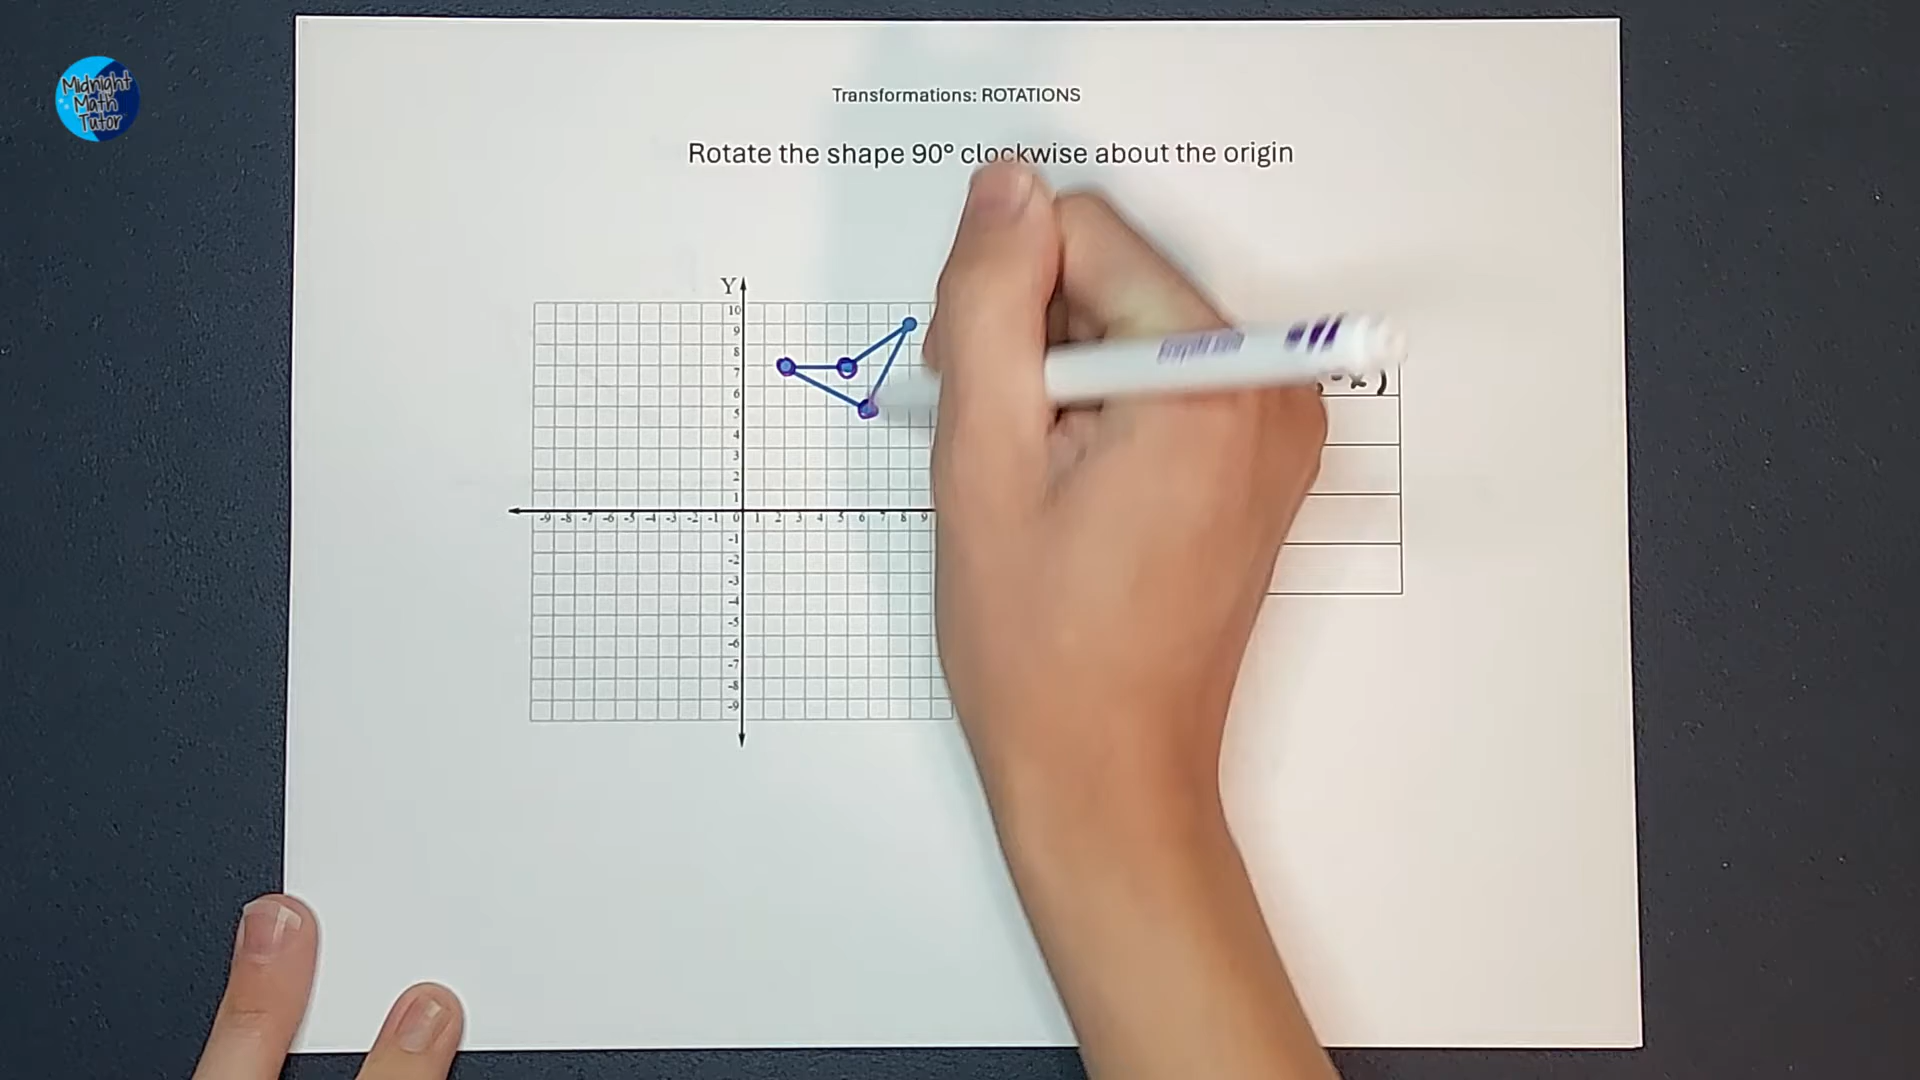 Midnight
Math
Tutor
Transformations: ROTATIONS
Rotate the shape 90° clockwise about the origin
Y
10
9
8
7
6
5
4
3
2
1
-9 -8 -7 -6 -5 -4 -3 -2 -1 0 1 2 3 4 5 6 7 8 9
-1
-2
-3
-4
-5
-6
-7
-8
-9
, -x)